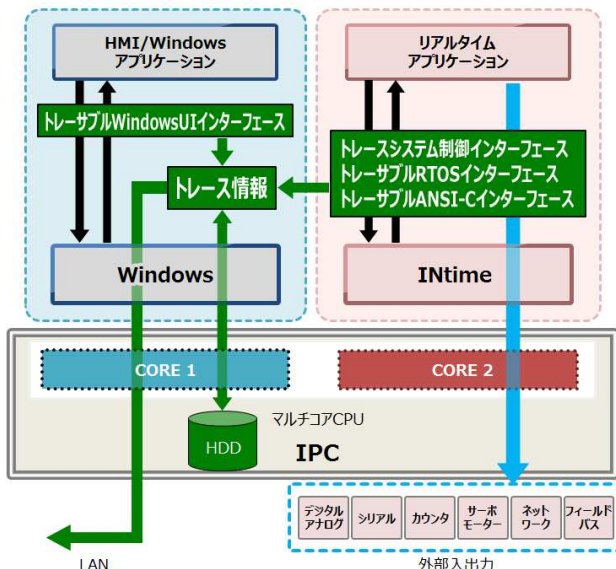 HMI/Windows
アプリケーション
リアルタイム
アプリケーション
トレーサブルWindowsUIインターフェース
トレースシステム制御インターフェース
トレーサブルRTOSインターフェース
トレーサブルANSI-Cインターフェース
トレース情報
Windows
INtime
CORE 1
CORE 2
マルチコアCPU
HDD
IPC
デジタル
アナログ
シリアル
カウンタ
サーボ
モーター
ネット
ワーク
フィールド
バス
LAN
外部入出力